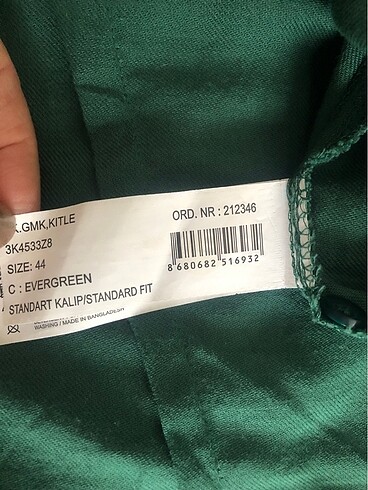 K.GMK,KITLE
3K4533Z8
SIZE: 44
C : EVERGREEN
STANDART KALIP/STANDARD FIT
WASHING / MADE IN BANGLADESH
ORD. NR : 212346
8 680682 516932